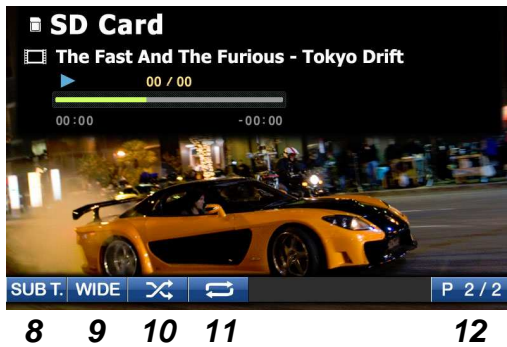 SD Card
The Fast And The Furious - Tokyo Drift
00 / 00
00:00 -00:00
SUB T. WIDE P 2/2
8 9 10 11 12